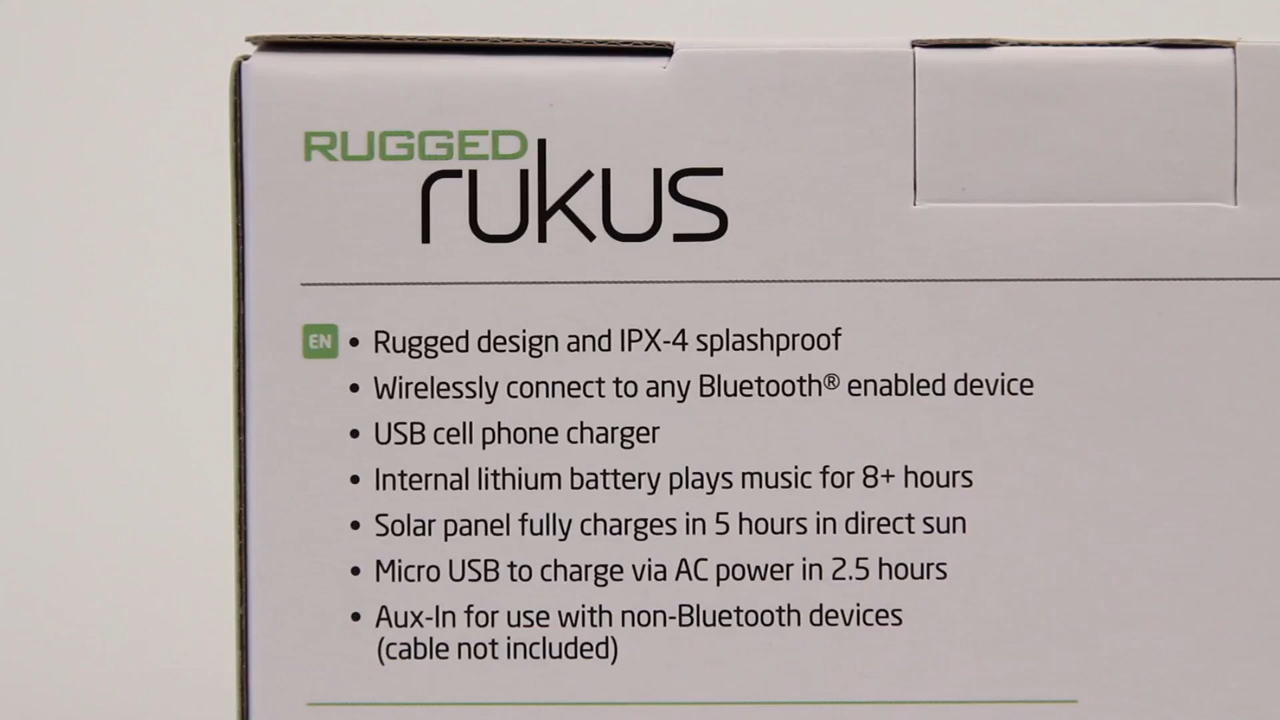 RUGGED
rukus
EN • Rugged design and IPX-4 splashproof
• Wirelessly connect to any Bluetooth® enabled device
• USB cell phone charger
• Internal lithium battery plays music for 8+ hours
• Solar panel fully charges in 5 hours in direct sun
• Micro USB to charge via AC power in 2.5 hours
• Aux-In for use with non-Bluetooth devices
(cable not included)